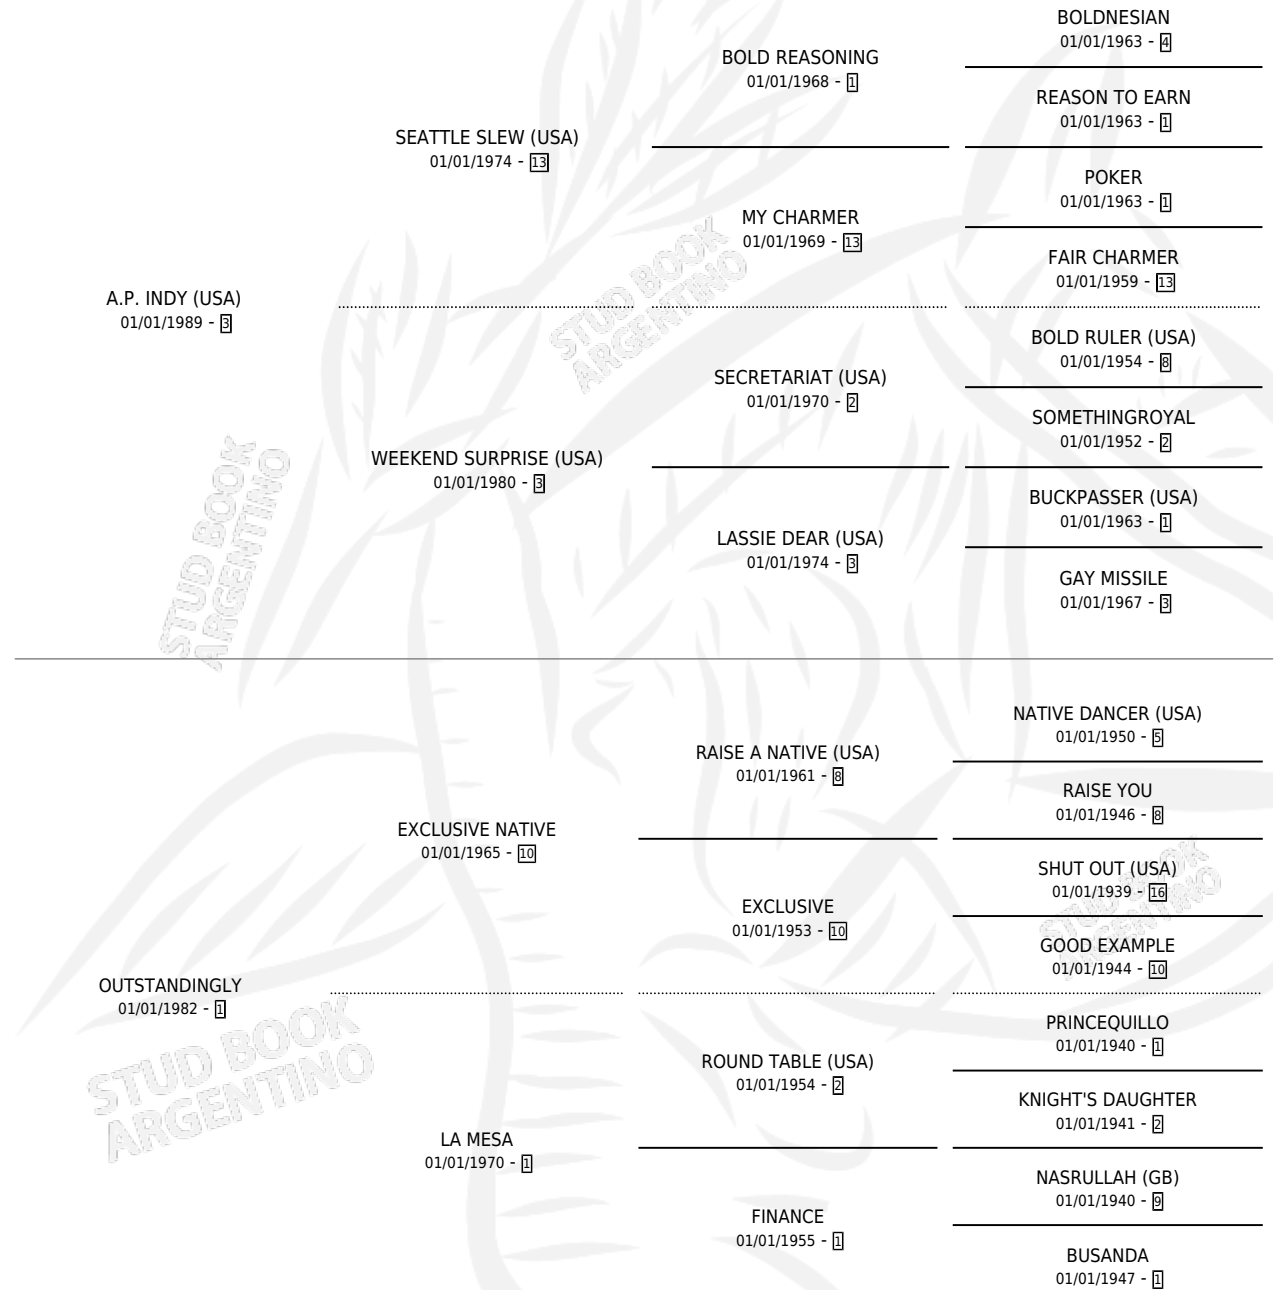 BOLDNESIAN
01/01/1963 - 4
BOLD REASONING
01/01/1968 - 1
REASON TO EARN
01/01/1963 - 1
SEATTLE SLEW (USA)
01/01/1974 - 13
POKER
01/01/1963 - 1
MY CHARMER
01/01/1969 - 13
FAIR CHARMER
01/01/1959 - 13
A.P. INDY (USA)
01/01/1989 - 3
BOLD RULER (USA)
01/01/1954 - 8
SECRETARIAT (USA)
01/01/1970 - 2
SOMETHINGROYAL
01/01/1952 - 2
WEEKEND SURPRISE (USA)
01/01/1980 - 3
BUCKPASSER (USA)
01/01/1963 - 1
LASSIE DEAR (USA)
01/01/1974 - 3
GAY MISSILE
01/01/1967 - 3
NATIVE DANCER (USA)
01/01/1950 - 5
RAISE A NATIVE (USA)
01/01/1961 - 8
RAISE YOU
01/01/1946 - 8
EXCLUSIVE NATIVE
01/01/1965 - 10
SHUT OUT (USA)
01/01/1939 - 16
EXCLUSIVE
01/01/1953 - 10
GOOD EXAMPLE
01/01/1944 - 10
OUTSTANDINGLY
01/01/1982 - 1
PRINCEQUILLO
01/01/1940 - 1
ROUND TABLE (USA)
01/01/1954 - 2
KNIGHT'S DAUGHTER
01/01/1941 - 2
LA MESA
01/01/1970 - 1
NASRULLAH (GB)
01/01/1940 - 9
FINANCE
01/01/1955 - 1
BUSANDA
01/01/1947 - 1
STUD BOOK
ARGENTINO
STUD BOOK
ARGENTINO
STUD BOOK
ARGENTINO
STUD BOOK
ARGENTINO